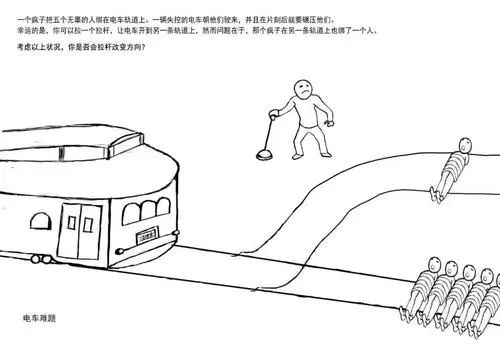 一个疯子把五个无辜的人绑在电车轨道上。一辆失控的电车朝他们驶来，并且在片刻后就要碾压他们。
幸运的是，你可以拉一个拉杆，让电车开到另一条轨道上，然而问题在于，那个疯子在另一条轨道上也绑了一个人。
考虑以上状况，你是否会拉杆改变方向？
电车难题